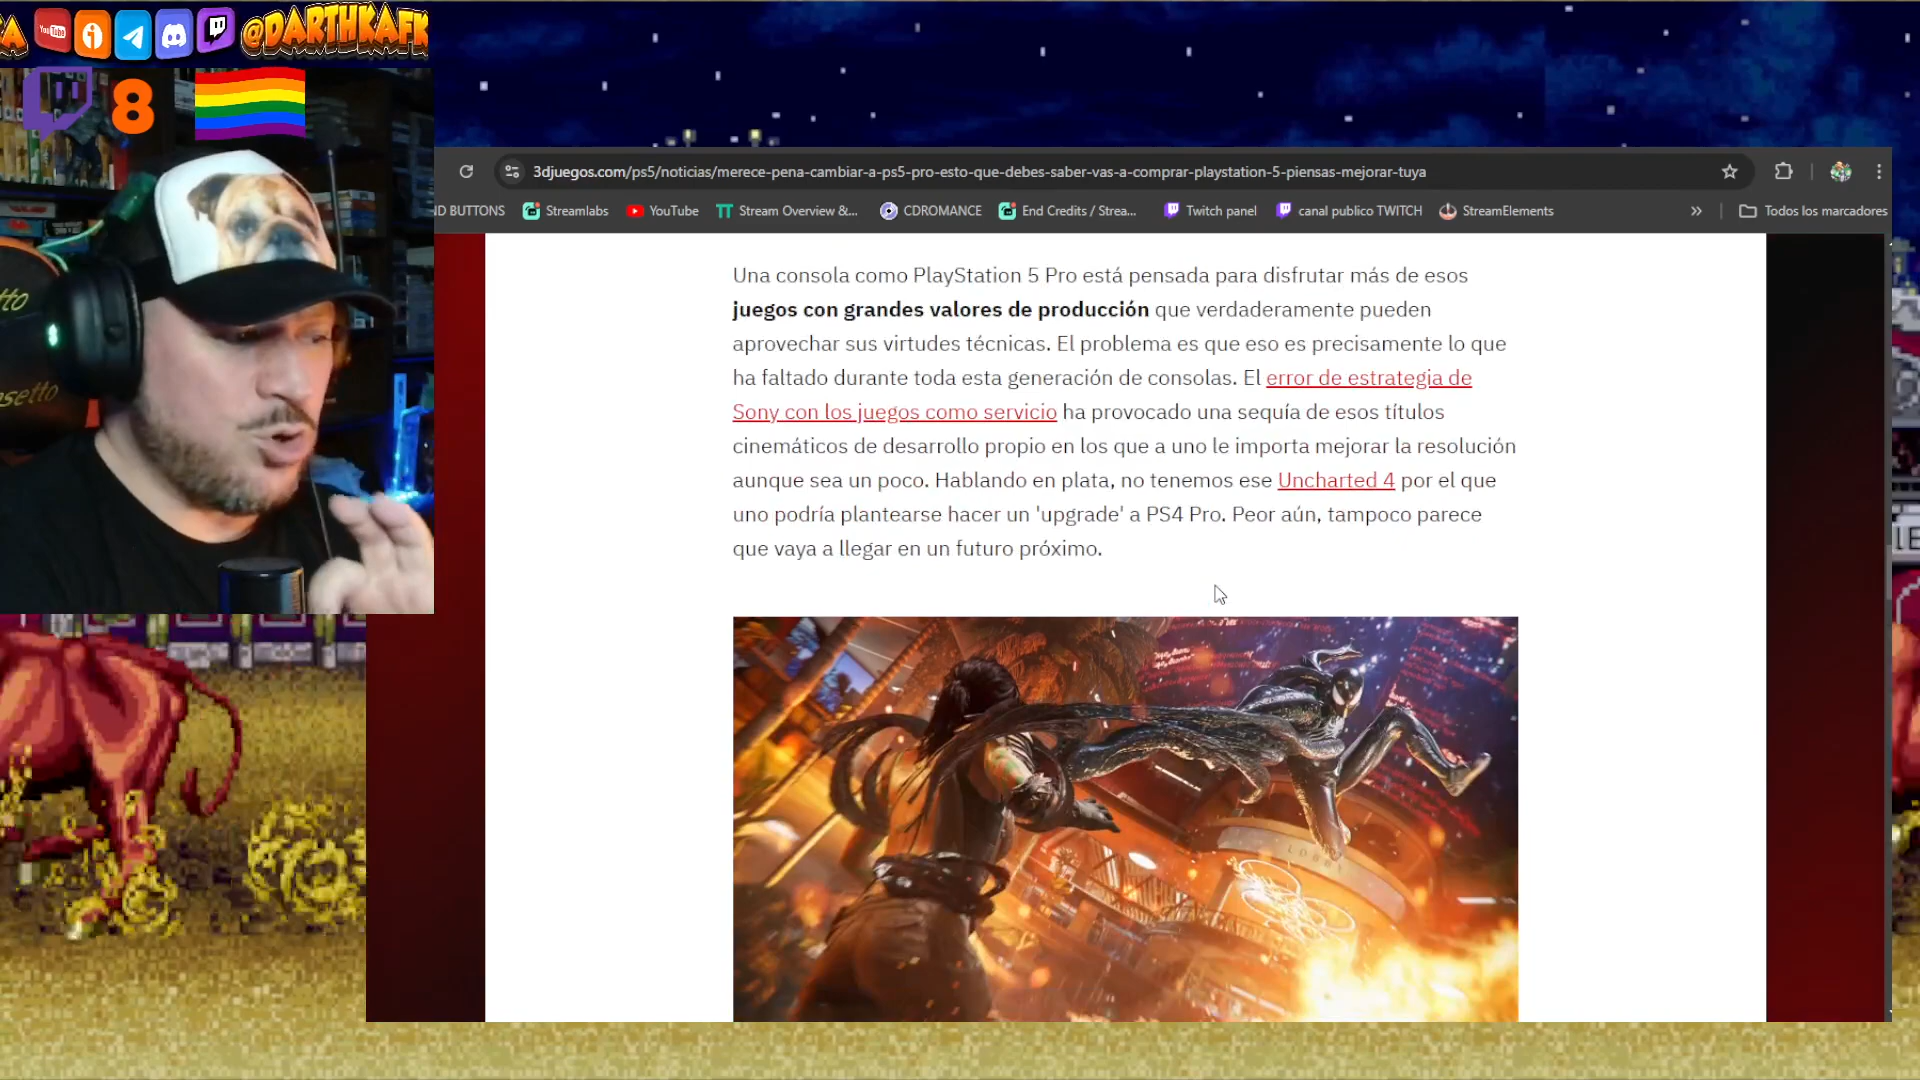 YouTube
@DARTHKAFK
8
setto
nsetto
3djuegos.com/ps5/noticias/merece-pena-cambiar-a-ps5-pro-esto-que-debes-saber-vas-a-comprar-playstation-5-piensas-mejorar-tuya
ND BUTTONS Streamlabs YouTube Stream Overview &... CDROMANCE End Credits / Strea... Twitch panel canal publico TWITCH StreamElements » Todos los marcadores
Una consola como PlayStation 5 Pro está pensada para disfrutar más de esos
juegos con grandes valores de producción que verdaderamente pueden
aprovechar sus virtudes técnicas. El problema es que eso es precisamente lo que
ha faltado durante toda esta generación de consolas. El error de estrategia de
Sony con los juegos como servicio ha provocado una sequía de esos títulos
cinemáticos de desarrollo propio en los que a uno le importa mejorar la resolución
aunque sea un poco. Hablando en plata, no tenemos ese Uncharted 4 por el que
uno podría plantearse hacer un 'upgrade' a PS4 Pro. Peor aún, tampoco parece
que vaya a llegar en un futuro próximo.